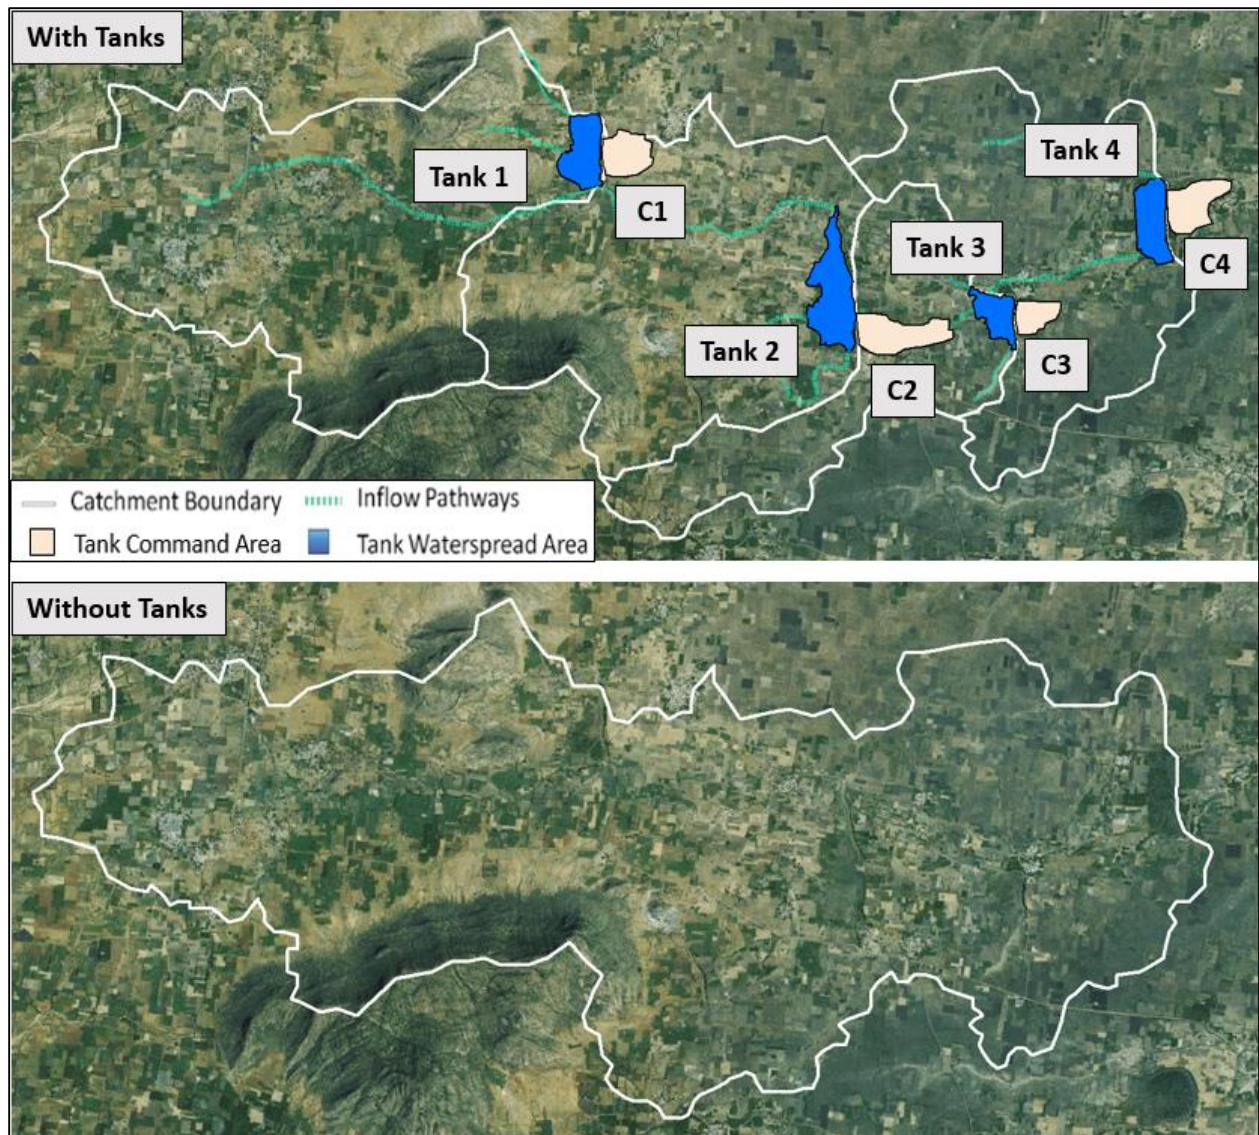 With Tanks
Tank 1
C1
Tank 4
Tank 3
C4
Tank 2
C3
C2
Catchment Boundary
Inflow Pathways
Tank Command Area
Tank Waterspread Area
Without Tanks